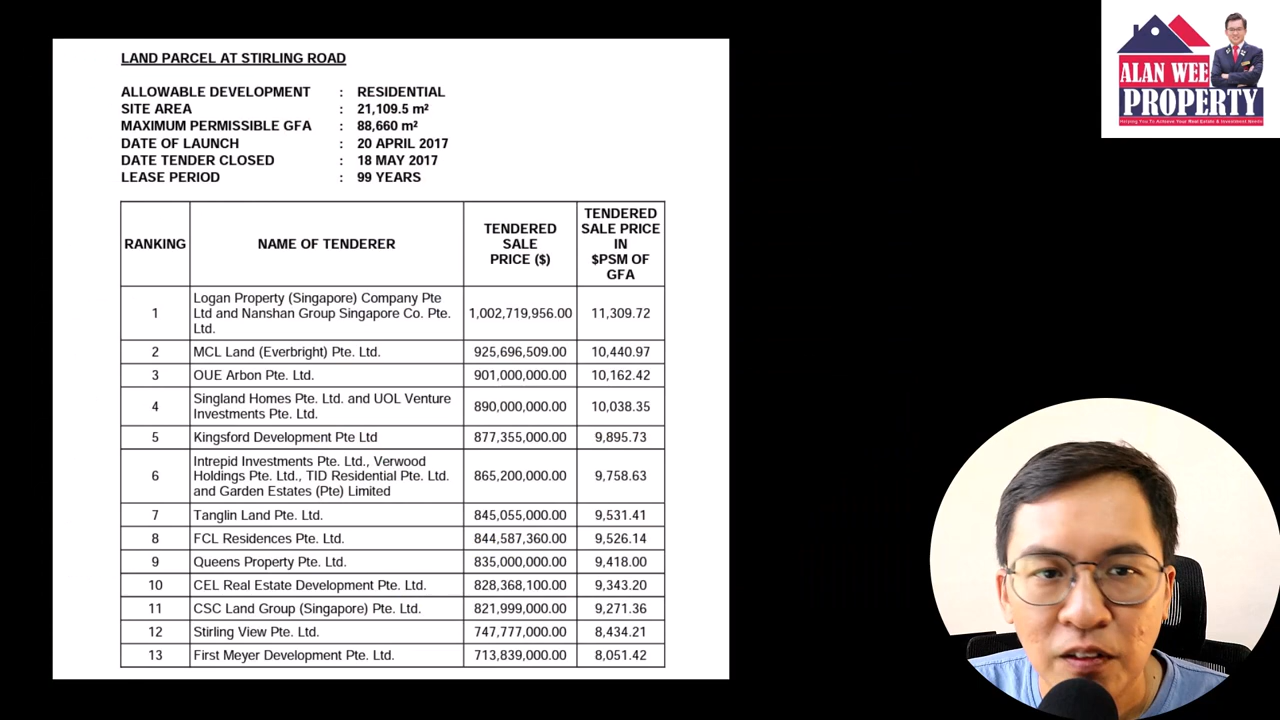 LAND PARCEL AT STIRLING ROAD
ALLOWABLE DEVELOPMENT : RESIDENTIAL
SITE AREA : 21,109.5 m²
MAXIMUM PERMISSIBLE GFA : 88,660 m²
DATE OF LAUNCH : 20 APRIL 2017
DATE TENDER CLOSED : 18 MAY 2017
LEASE PERIOD : 99 YEARS
RANKING NAME OF TENDERER TENDERED SALE PRICE ($) TENDERED SALE PRICE IN $PSM OF GFA
1 Logan Property (Singapore) Company Pte Ltd and Nanshan Group Singapore Co. Pte. Ltd. 1,002,719,956.00 11,309.72
2 MCL Land (Everbright) Pte. Ltd. 925,696,509.00 10,440.97
3 OUE Arbon Pte. Ltd. 901,000,000.00 10,162.42
4 Singland Homes Pte. Ltd. and UOL Venture Investments Pte. Ltd. 890,000,000.00 10,038.35
5 Kingsford Development Pte Ltd 877,355,000.00 9,895.73
6 Intrepid Investments Pte. Ltd., Verwood Holdings Pte. Ltd., TID Residential Pte. Ltd. and Garden Estates (Pte) Limited 865,200,000.00 9,758.63
7 Tanglin Land Pte. Ltd. 845,055,000.00 9,531.41
8 FCL Residences Pte. Ltd. 844,587,360.00 9,526.14
9 Queens Property Pte. Ltd. 835,000,000.00 9,418.00
10 CEL Real Estate Development Pte. Ltd. 828,368,100.00 9,343.20
11 CSC Land Group (Singapore) Pte. Ltd. 821,999,000.00 9,271.36
12 Stirling View Pte. Ltd. 747,777,000.00 8,434.21
13 First Meyer Development Pte. Ltd. 713,839,000.00 8,051.42
ALAN WEE
PROPERTY
Helping You To Achieve Your Real Estate & Investment Needs